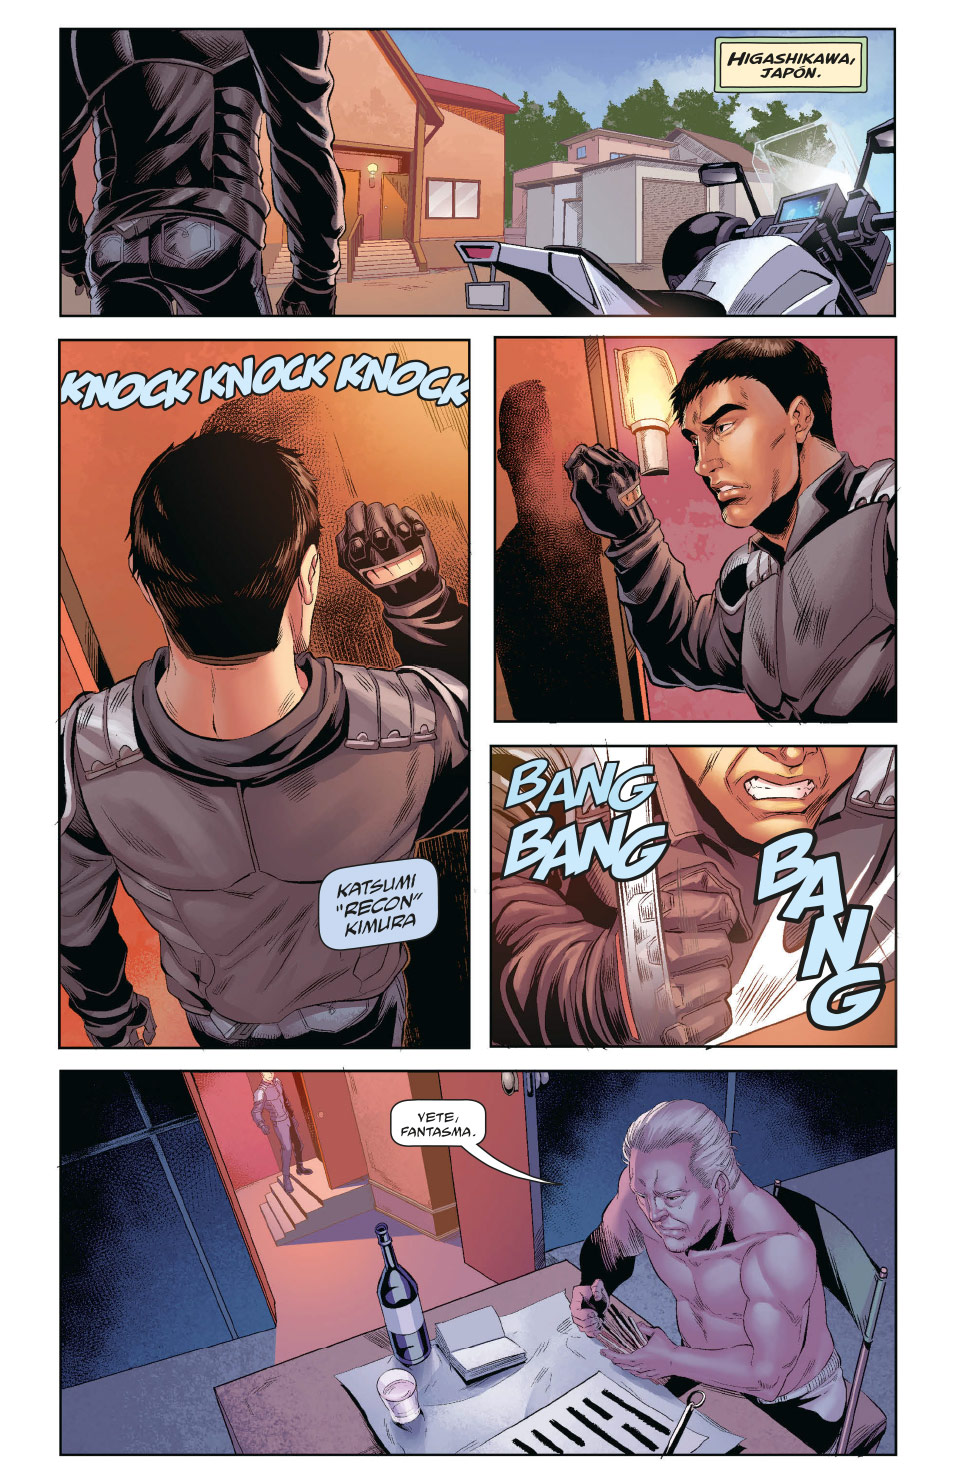 HIGASHIKAWA,
JAPÓN.
KNOCK KNOCK KNOCK
KATSUMI
"RECON"
KIMURA
BANG
BANG
BANG
VETE,
FANTASMA.